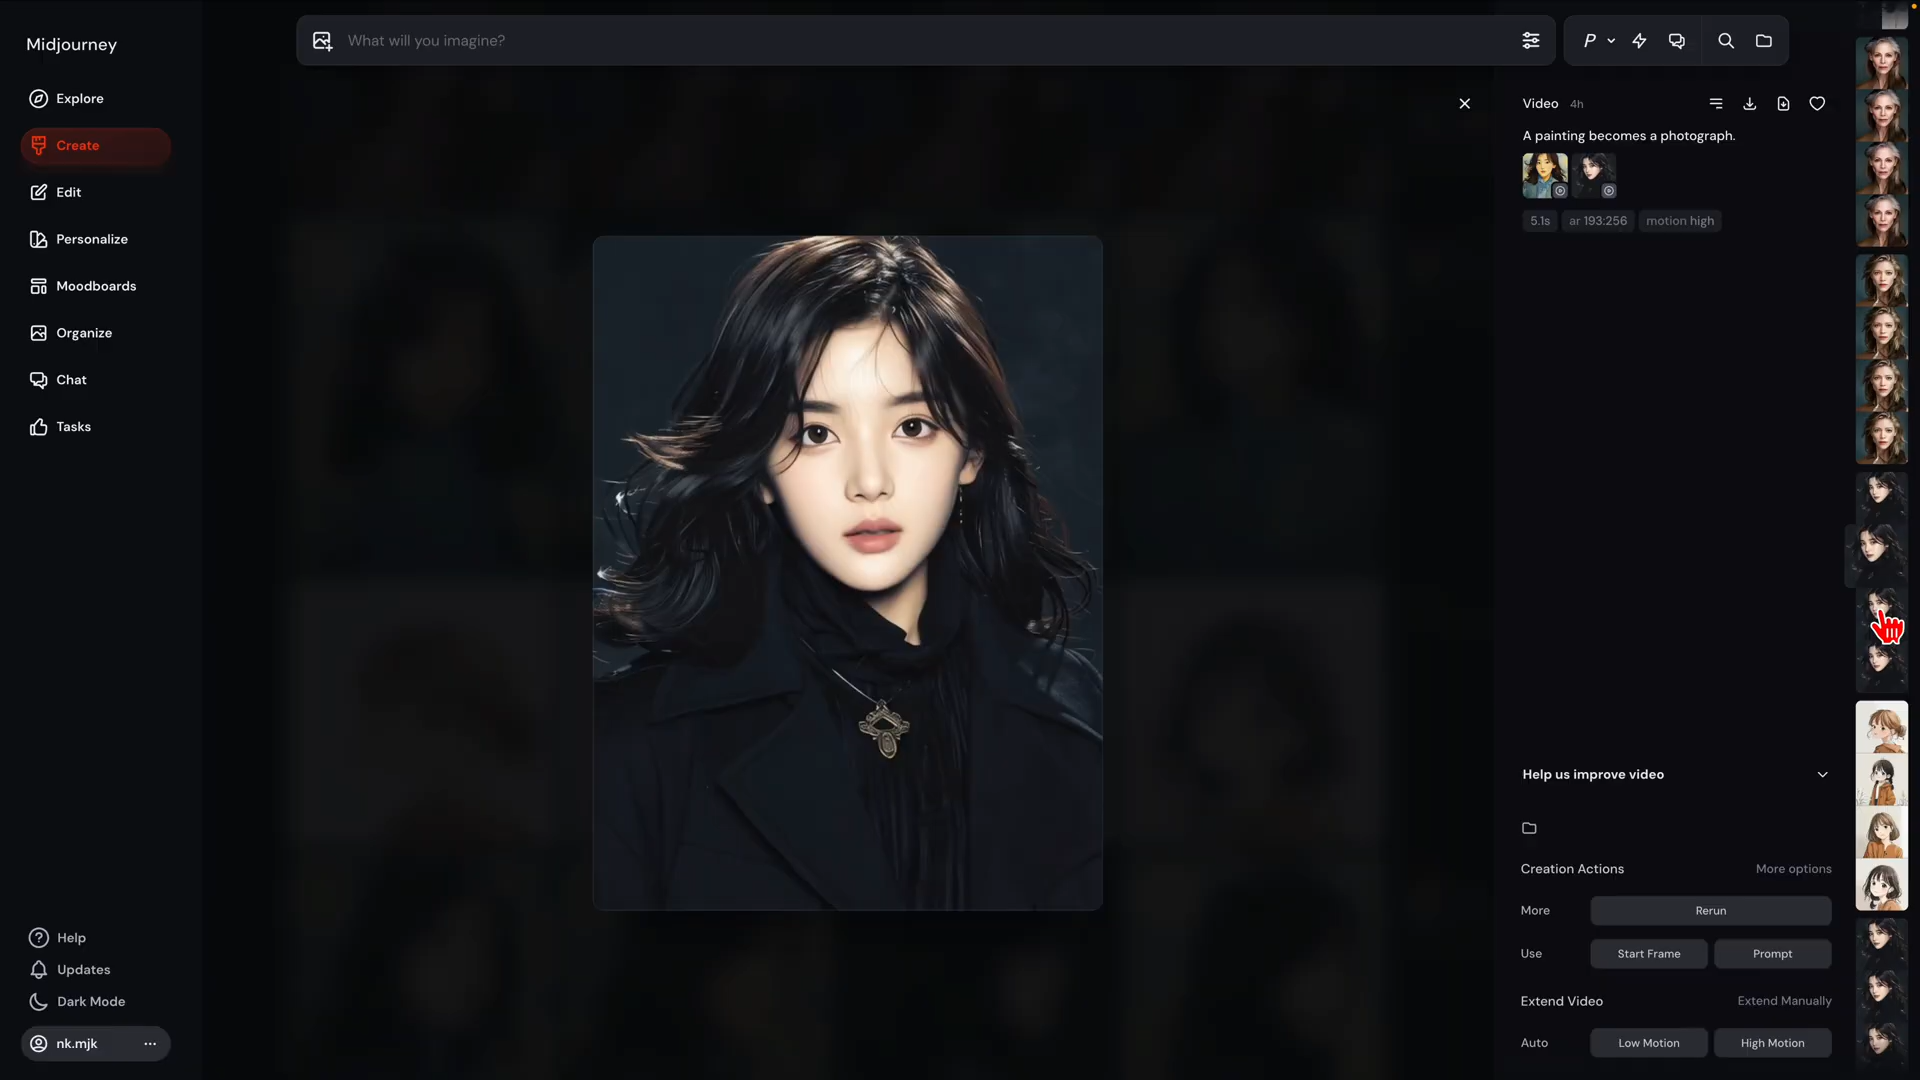 Midjourney
Explore
Create
Edit
Personalize
Moodboards
Organize
Chat
Tasks
Help
Updates
Dark Mode
nk.mjk
What will you imagine?
P
Video 4h
A painting becomes a photograph.
5.1s ar 193:256 motion high
Help us improve video
Creation Actions More options
More Rerun
Use Start Frame Prompt
Extend Video Extend Manually
Auto Low Motion High Motion